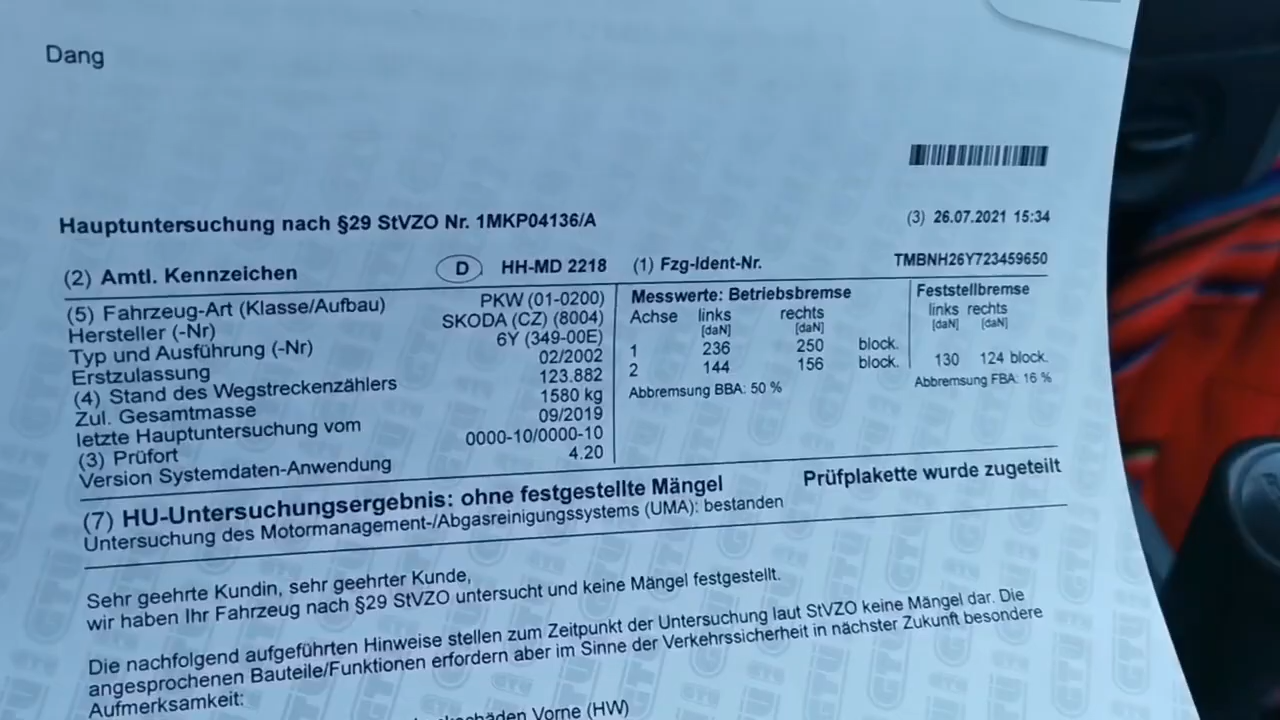 Dang
Hauptuntersuchung nach §29 StVZO Nr. 1MKP04136/A
(3) 26.07.2021 15:34
(2) Amtl. Kennzeichen D HH-MD 2218
(1) Fzg-Ident-Nr. TMBNH26Y723459650
(5) Fahrzeug-Art (Klasse/Aufbau) PKW (01-0200)
Hersteller (-Nr) SKODA (CZ) (8004)
Typ und Ausführung (-Nr) 6Y (349-00E)
Erstzulassung 02/2002
(4) Stand des Wegstreckenzählers 123.882
Zul. Gesamtmasse 1580 kg
letzte Hauptuntersuchung vom 09/2019
(3) Prüfort 0000-10/0000-10
Version Systemdaten-Anwendung 4.20
Messwerte: Betriebsbremse
Achse links rechts
[daN] [daN]
1 236 250 block.
2 144 156 block.
Abbremsung BBA: 50 %
Feststellbremse
links rechts
[daN] [daN]
130 124 block.
Abbremsung FBA: 16 %
(7) HU-Untersuchungsergebnis: ohne festgestellte Mängel
Prüfplakette wurde zugeteilt
Untersuchung des Motormanagement-/Abgasreinigungssystems (UMA): bestanden
Sehr geehrte Kundin, sehr geehrter Kunde,
wir haben Ihr Fahrzeug nach §29 StVZO untersucht und keine Mängel festgestellt.
Die nachfolgend aufgeführten Hinweise stellen zum Zeitpunkt der Untersuchung laut StVZO keine Mängel dar. Die
angesprochenen Bauteile/Funktionen erfordern aber im Sinne der Verkehrssicherheit in nächster Zukunft besondere
Aufmerksamkeit:
Vorne (HW)